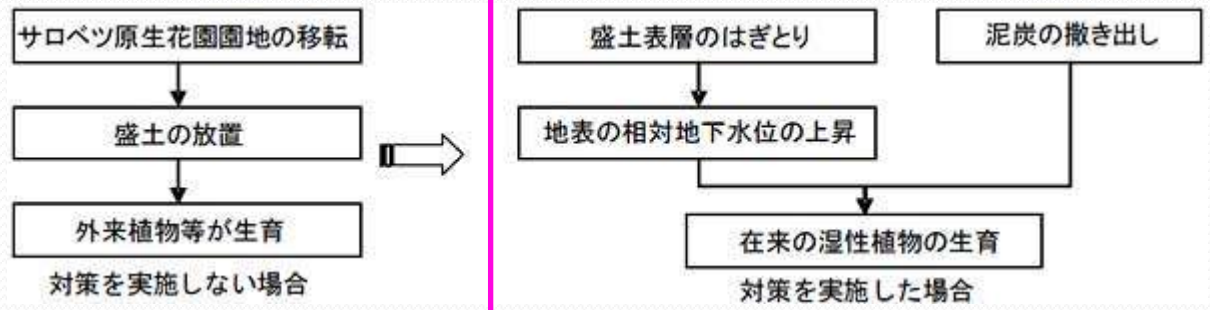 サロベツ原生花園園地の移転
盛土の放置
外来植物等が生育
対策を実施しない場合
盛土表層のはぎとり
泥炭の撒き出し
地表の相対地下水位の上昇
在来の湿性植物の生育
対策を実施した場合